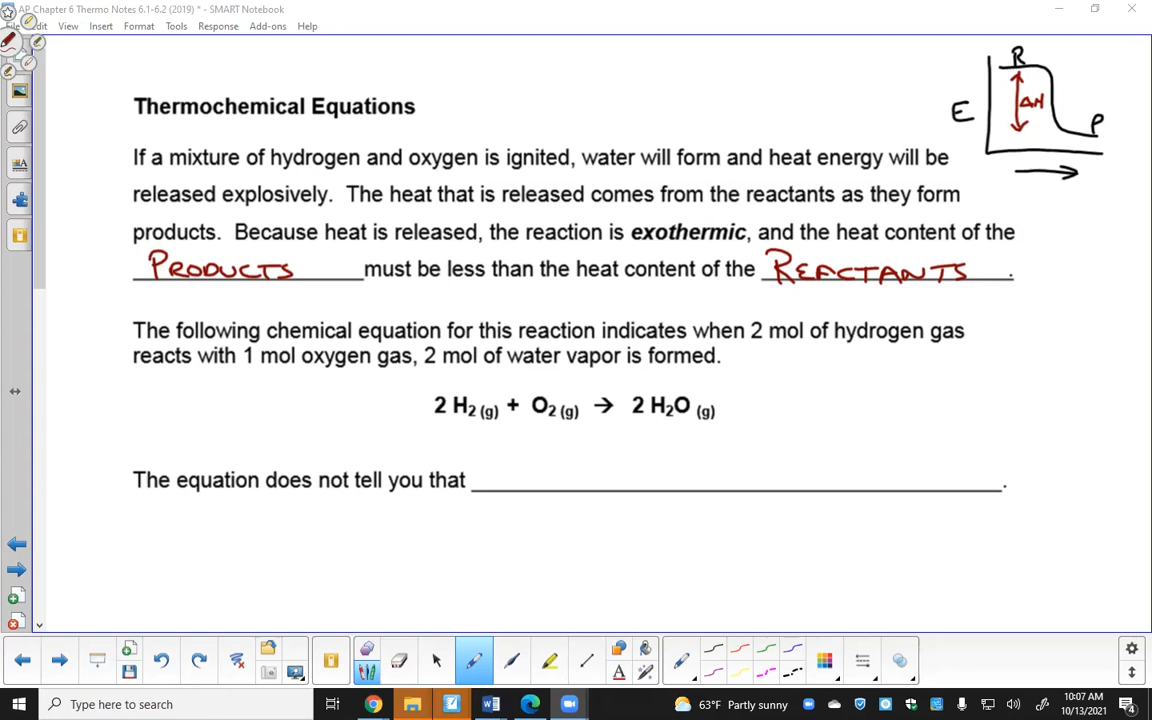 AP Chapter 6 Thermo Notes 6.1-6.2 (2019) * - SMART Notebook
File Edit View Insert Format Tools Response Add-ons Help
R
ΔH
E
P
Thermochemical Equations
If a mixture of hydrogen and oxygen is ignited, water will form and heat energy will be
released explosively. The heat that is released comes from the reactants as they form
products. Because heat is released, the reaction is exothermic, and the heat content of the
PRODUCTS must be less than the heat content of the REACTANTS.
The following chemical equation for this reaction indicates when 2 mol of hydrogen gas
reacts with 1 mol oxygen gas, 2 mol of water vapor is formed.
2 H₂ (g) + O₂ (g) → 2 H₂O (g)
The equation does not tell you that ________________.
Type here to search
63°F Partly sunny
10:07 AM
10/13/2021
4